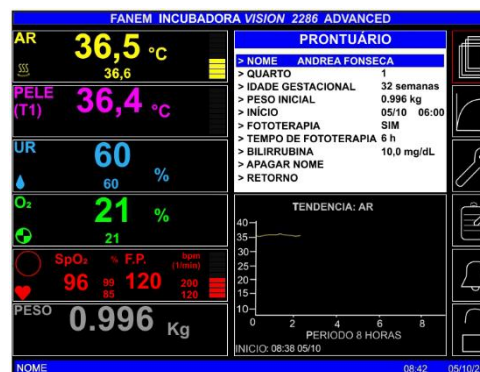 FANEM INCUBADORA VISION 2286 ADVANCED
AR
36,5 °C
36,6
PELE
(T1)
36,4 °C
UR
60 %
60
O₂
21 %
21
SpO₂ % F.P. bpm
(1/min)
96 99 120 200
85 120
PESO
0.996 Kg
PRONTUÁRIO
> NOME ANDREA FONSECA
> QUARTO 1
> IDADE GESTACIONAL 32 semanas
> PESO INICIAL 0.996 kg
> INÍCIO 05/10 06:00
> FOTOTERAPIA SIM
> TEMPO DE FOTOTERAPIA 6 h
> BILIRRUBINA 10,0 mg/dL
> APAGAR NOME
> RETORNO
TENDENCIA: AR
40
35
30
25
20
15
10
0 2 4 6 8
PERIODO 8 HORAS
INICIO: 08:38 05/10
NOME 08:42 05/10/2